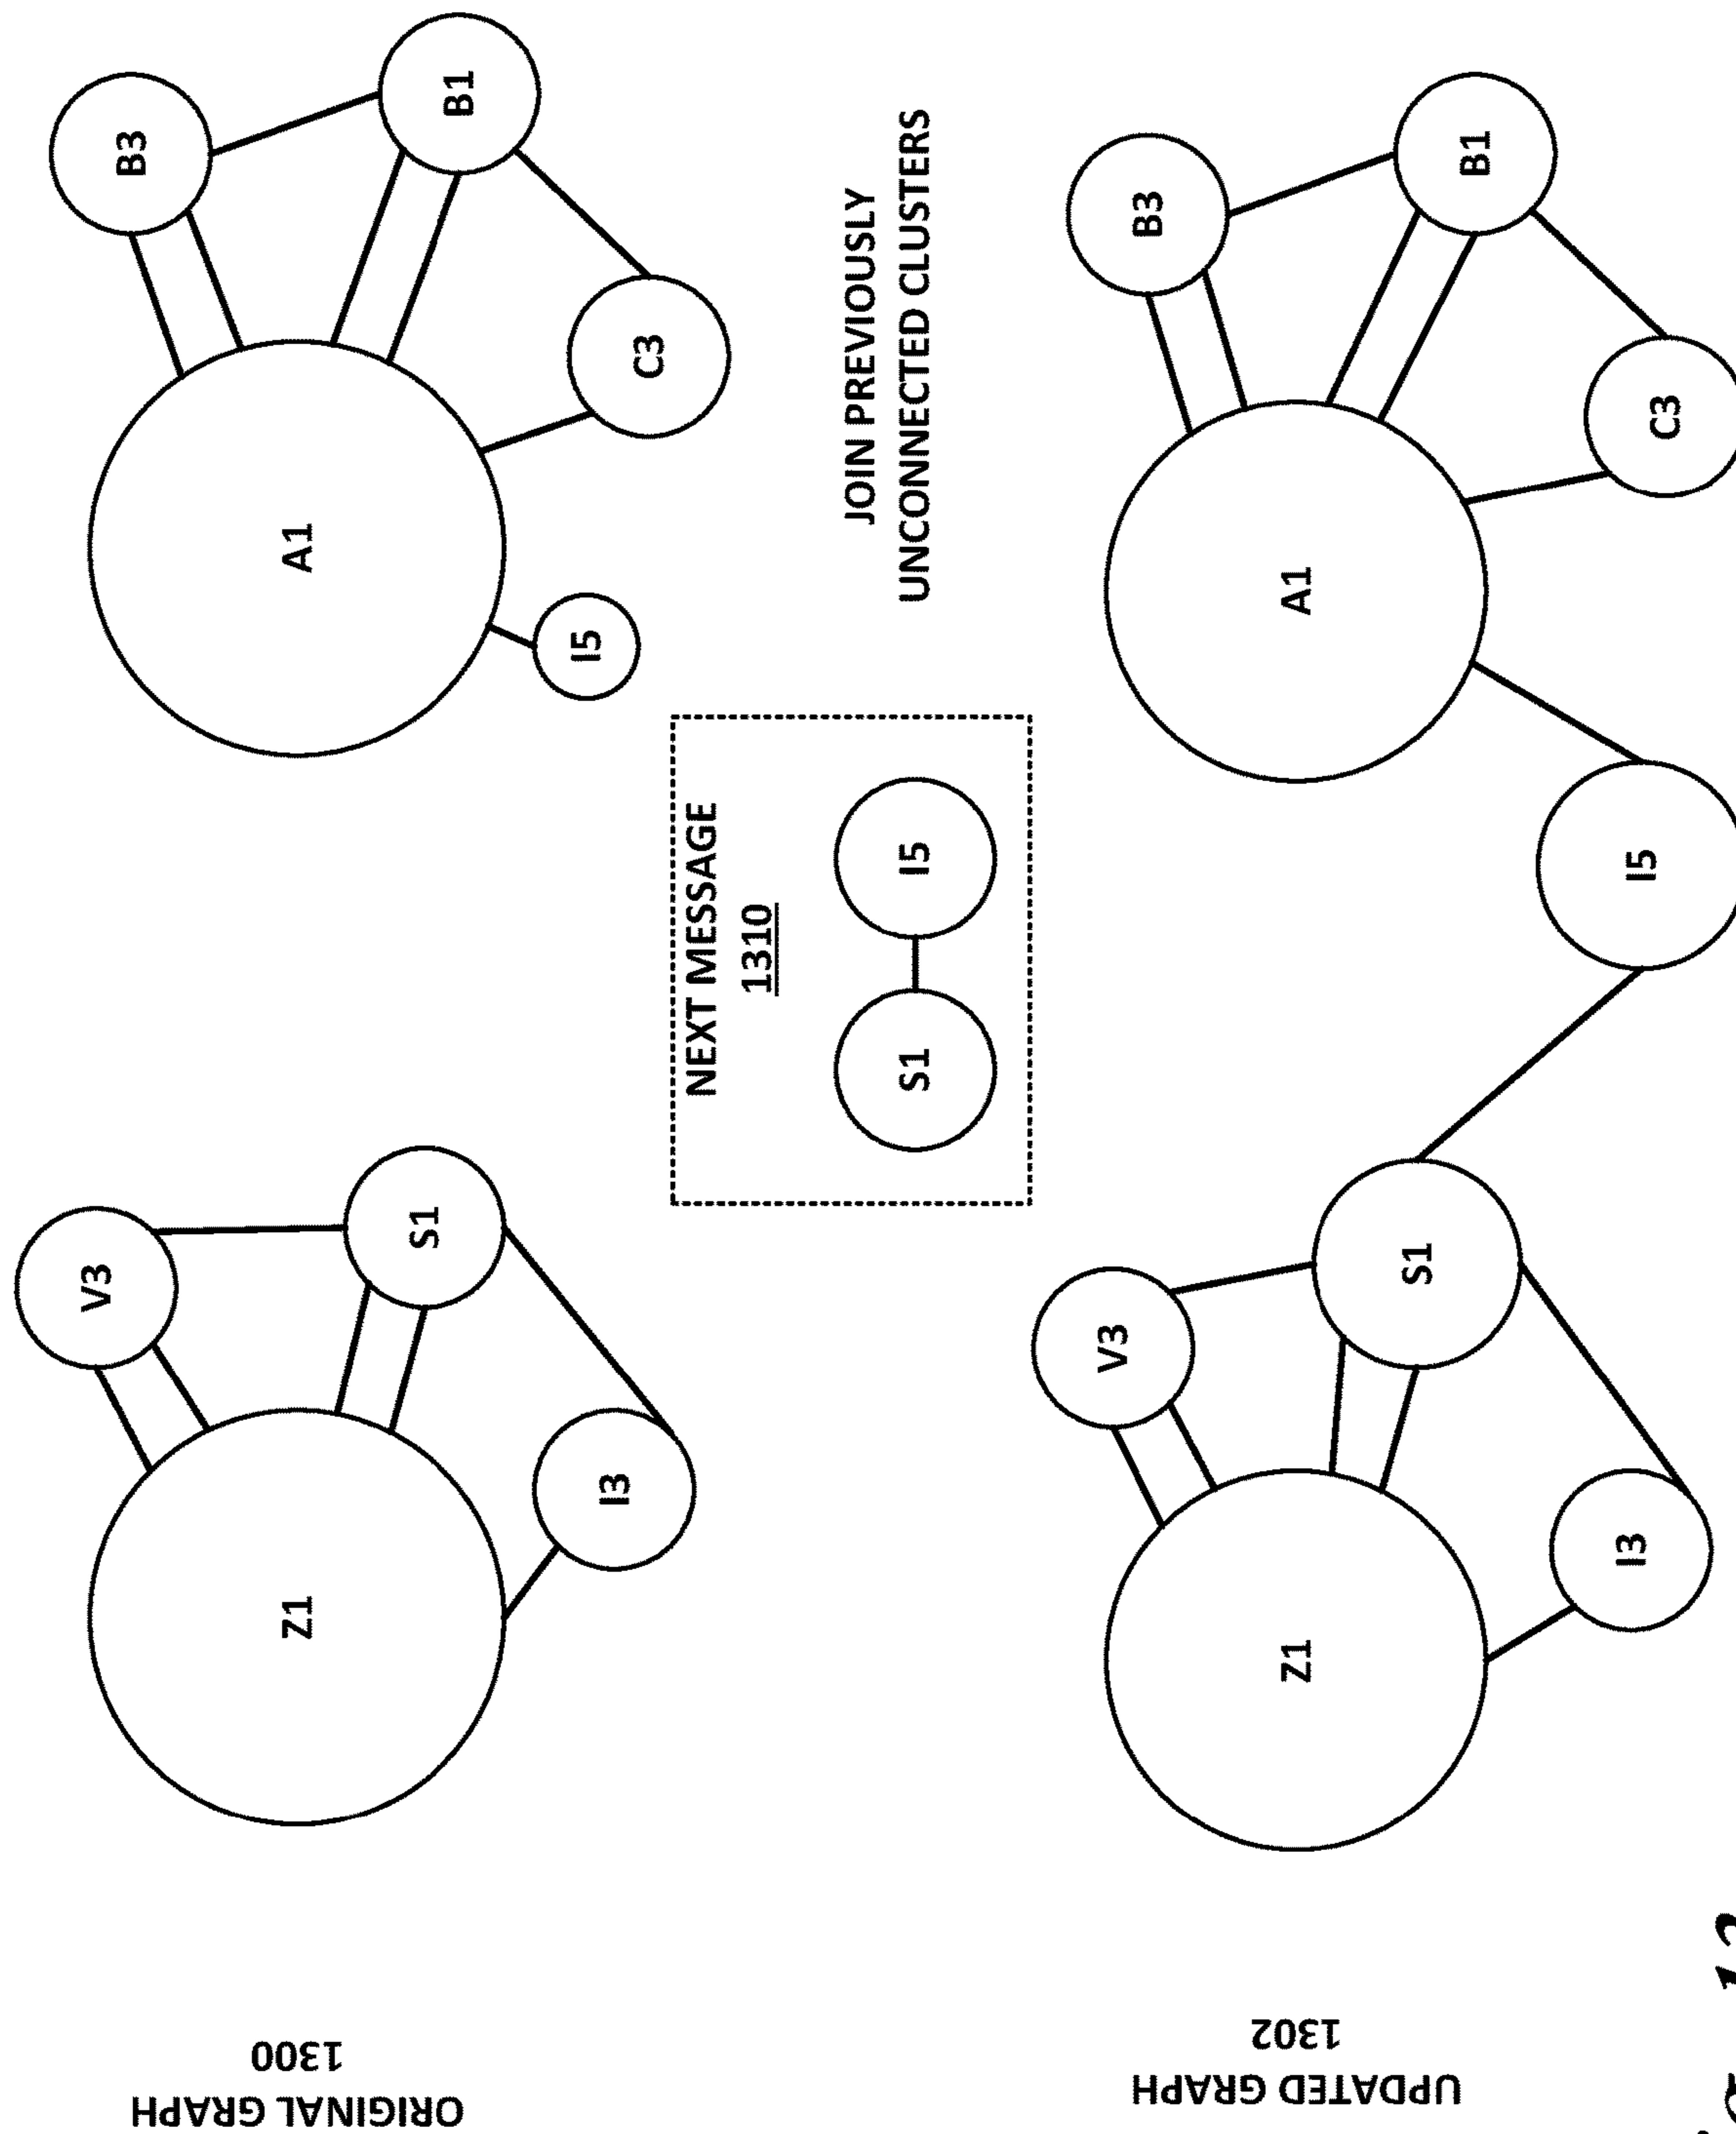 ORIGINAL GRAPH
1300
Z1
V3
S1
I3
A1
B3
B1
C3
I5
NEXT MESSAGE
1310
S1
I5
JOIN PREVIOUSLY
UNCONNECTED CLUSTERS
UPDATED GRAPH
1302
Z1
V3
S1
I3
I5
A1
B3
B1
C3